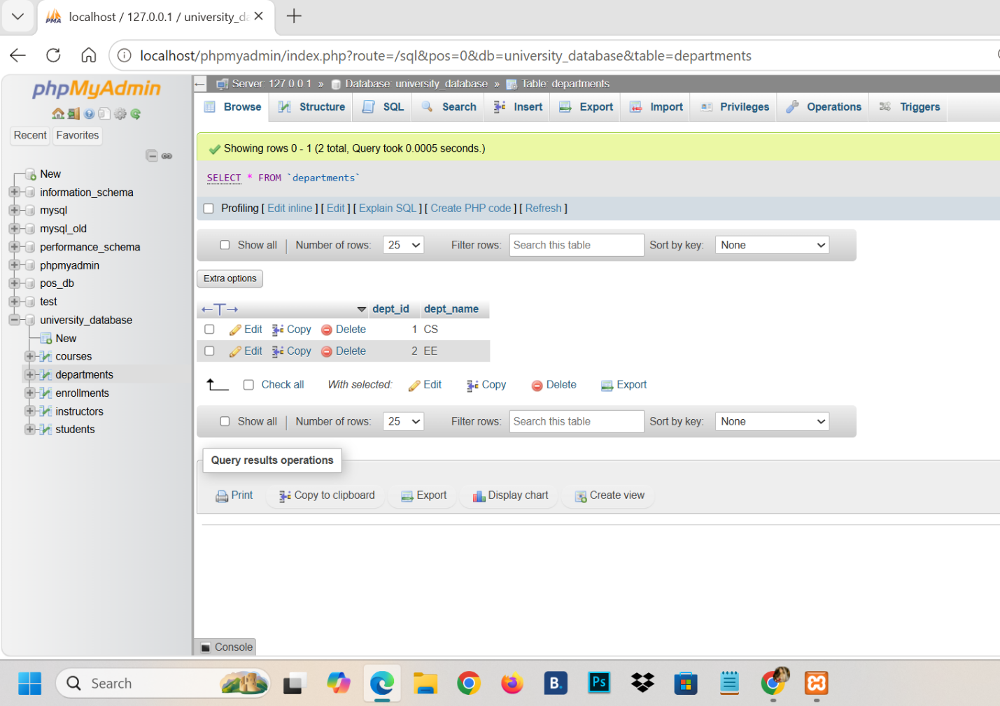 PMA localhost / 127.0.0.1 / university_da
localhost/phpmyadmin/index.php?route=/sql&pos=0&db=university_database&table=departments
phpMyAdmin
Recent Favorites
New
information_schema
mysql
mysql_old
performance_schema
phpmyadmin
pos_db
test
university_database
New
courses
departments
enrollments
instructors
students
Server: 127.0.0.1 » Database: university_database » Table: departments
Browse Structure SQL Search Insert Export Import Privileges Operations Triggers
Showing rows 0 - 1 (2 total, Query took 0.0005 seconds.)
SELECT * FROM `departments`
Profiling [ Edit inline ] [ Edit ] [ Explain SQL ] [ Create PHP code ] [ Refresh ]
Show all | Number of rows: 25 Filter rows: Search this table Sort by key: None
Extra options
←T→ dept_id dept_name
Edit Copy Delete 1 CS
Edit Copy Delete 2 EE
Check all With selected: Edit Copy Delete Export
Show all | Number of rows: 25 Filter rows: Search this table Sort by key: None
Query results operations
Print Copy to clipboard Export Display chart Create view
Console
Search B. Ps